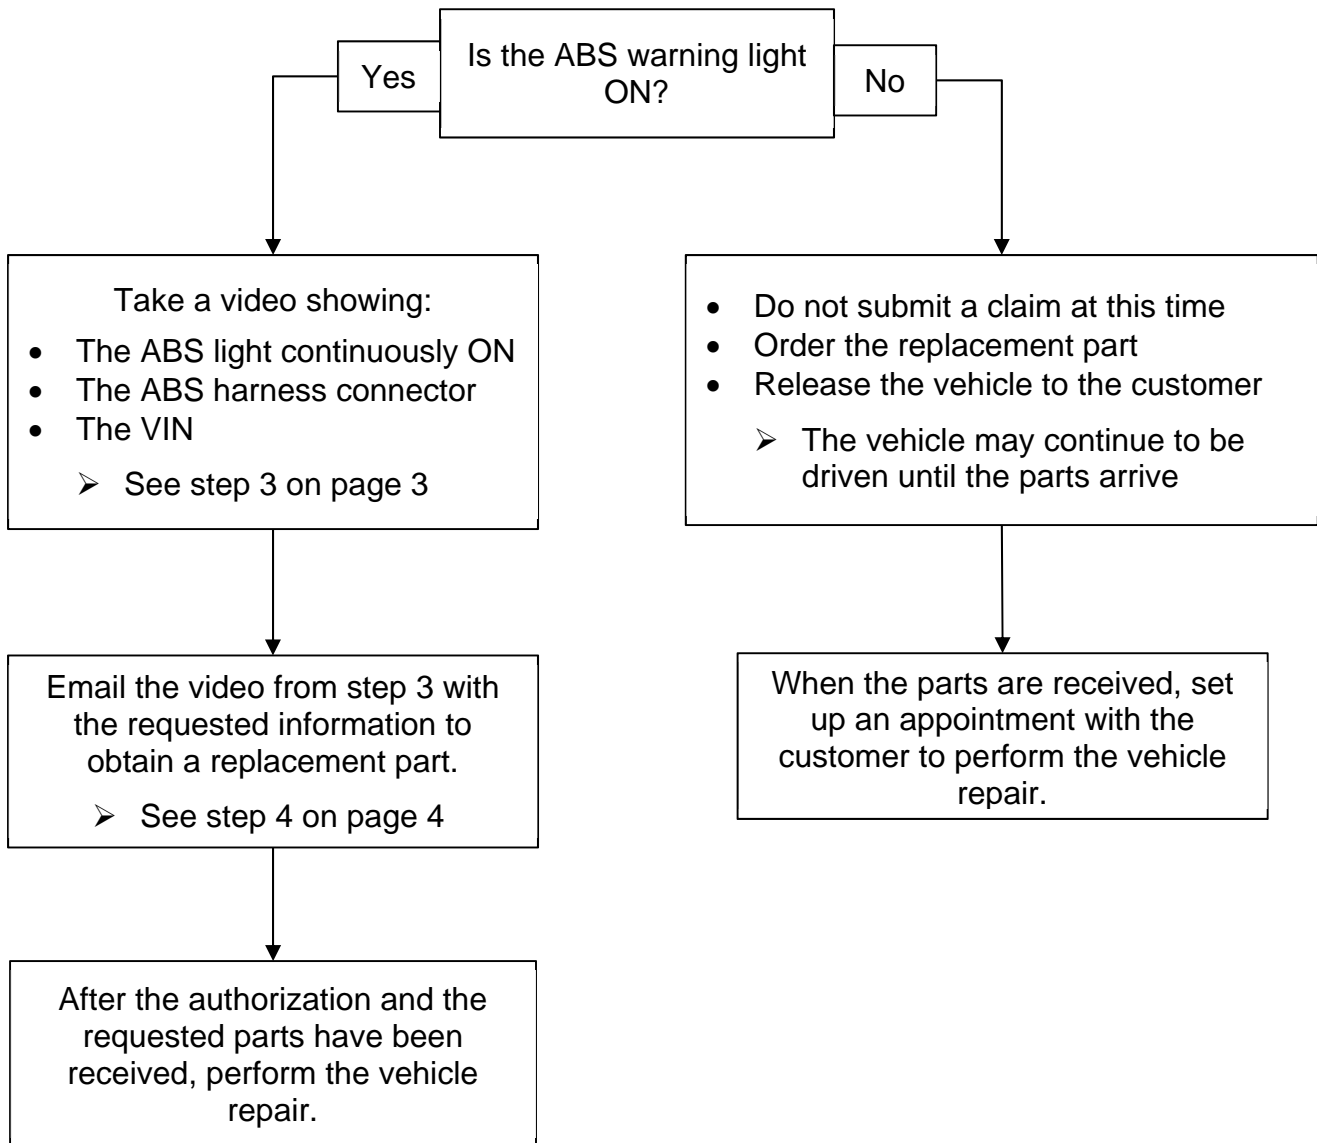 Is the ABS warning light
ON?
Yes
No
Take a video showing:
• The ABS light continuously ON
• The ABS harness connector
• The VIN
➢ See step 3 on page 3
• Do not submit a claim at this time
• Order the replacement part
• Release the vehicle to the customer
➢ The vehicle may continue to be
driven until the parts arrive
Email the video from step 3 with
the requested information to
obtain a replacement part.
➢ See step 4 on page 4
When the parts are received, set
up an appointment with the
customer to perform the vehicle
repair.
After the authorization and the
requested parts have been
received, perform the vehicle
repair.